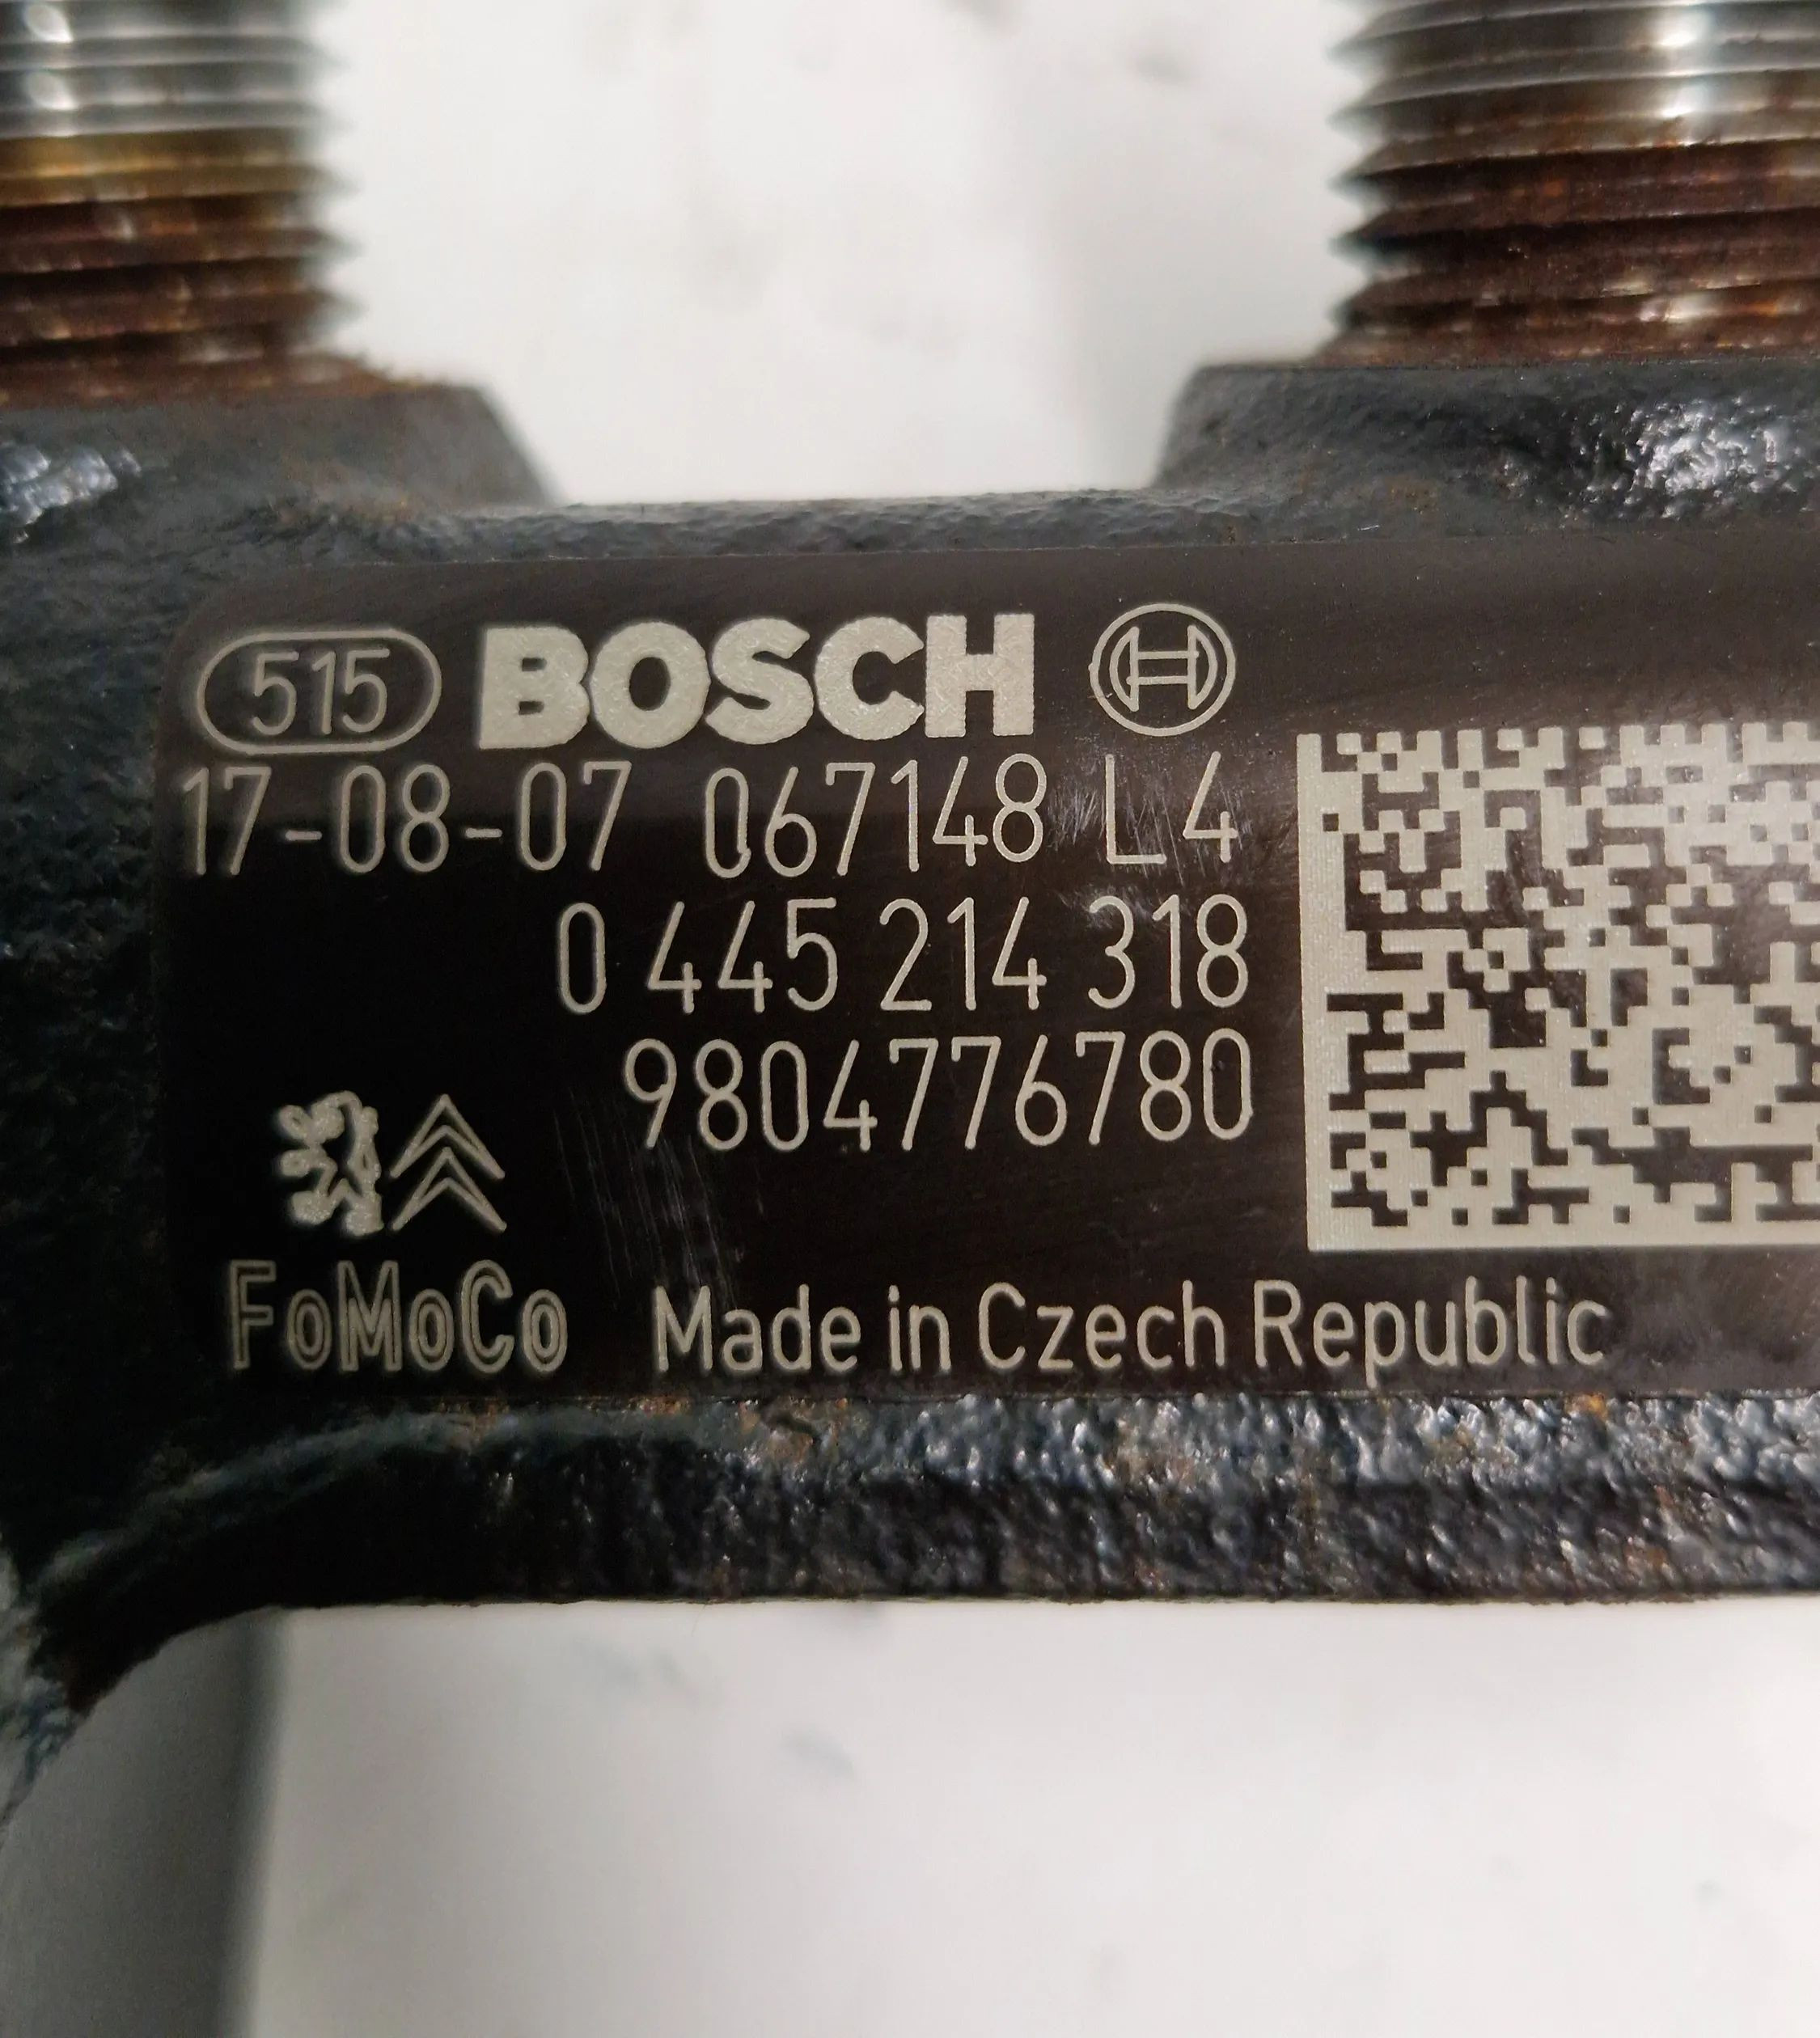 515 BOSCH
17-08-07 067148 L4
0 445 214 318
9804776780
FoMoCo Made in Czech Republic